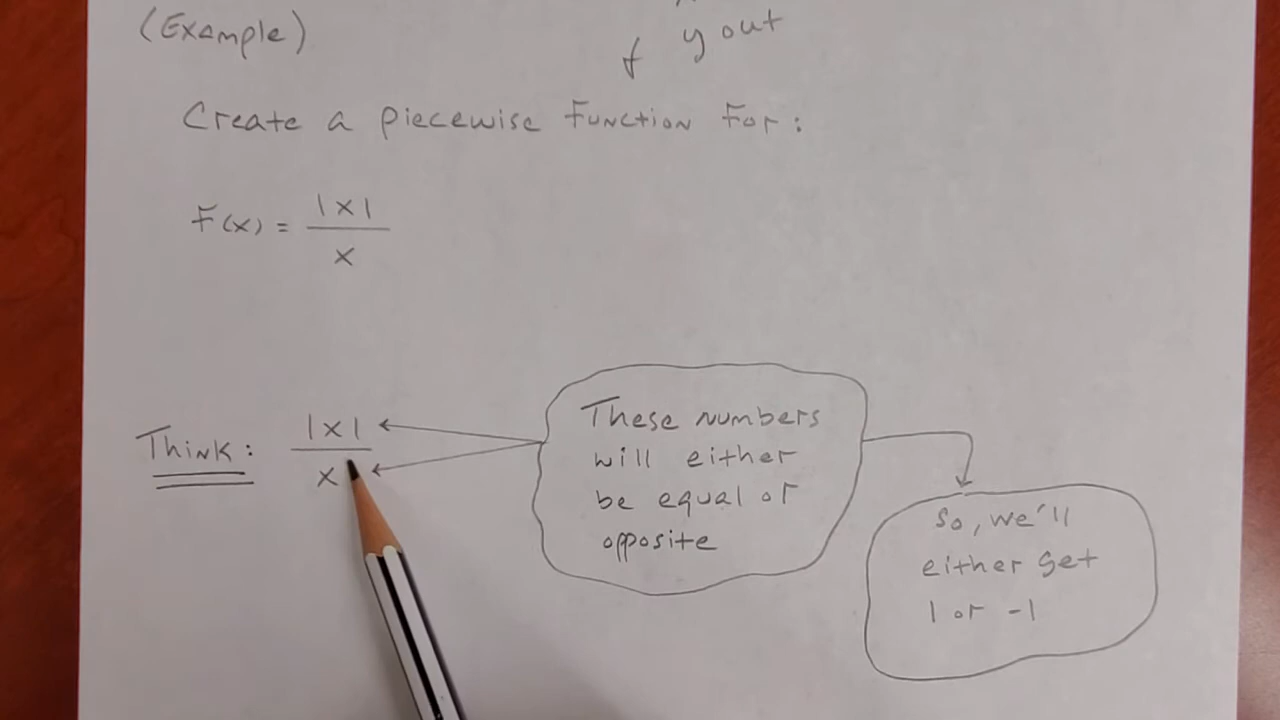 (Example)
y out
f
Create a piecewise function for:
F(x) = |x|
x
Think: |x|
x
These numbers
will either
be equal or
opposite
So, we'll
either get
1 or -1